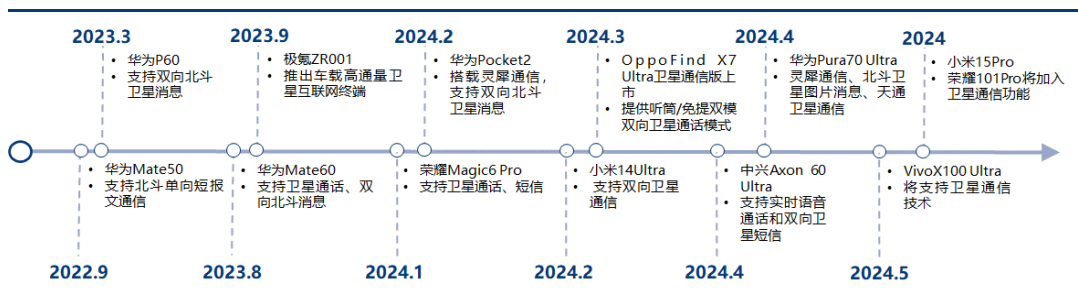 2023.3
2023.9
2024.2
2024.3
2024.4
2024
• 华为P60
• 支持双向北斗
卫星消息
• 极氪ZR001
• 推出车载高通量卫
星互联网终端
• 华为Pocket2
• 搭载灵犀通信，
支持双向北斗
卫星消息
• OppoFind X7
Ultra卫星通信版上
市
• 提供听筒/免提双模
双向卫星通话模式
• 华为Pura70 Ultra
• 灵犀通信、北斗卫
星图片消息、天通
卫星通信
• 小米15Pro
• 荣耀101Pro将加入
卫星通信功能
• 华为Mate50
• 支持北斗单向短报
文通信
• 华为Mate60
• 支持卫星通话、双
向北斗消息
• 荣耀Magic6 Pro
• 支持卫星通话、短信
• 小米14Ultra
• 支持双向卫星
通信
• 中兴Axon 60
Ultra
• 支持实时语音
通话和双向卫
星短信
• VivoX100 Ultra
• 将支持卫星通信
技术
2022.9
2023.8
2024.1
2024.2
2024.4
2024.5